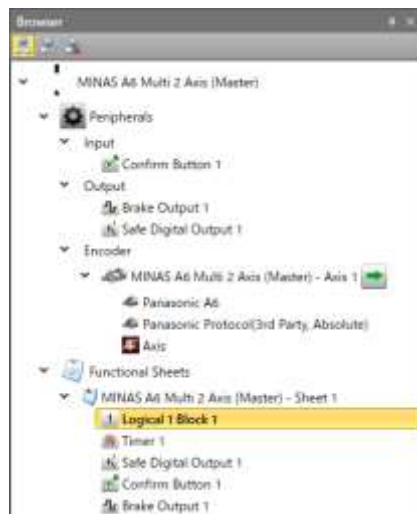 Browser
MINAS A6 Multi 2 Axis (Master)
Peripherals
Input
Confirm Button 1
Output
Brake Output 1
Safe Digital Output 1
Encoder
MINAS A6 Multi 2 Axis (Master) - Axis 1
Panasonic A6
Panasonic Protocol(3rd Party, Absolute)
Axis
Functional Sheets
MINAS A6 Multi 2 Axis (Master) - Sheet 1
Logical 1 Block 1
Timer 1
Safe Digital Output 1
Confirm Button 1
Brake Output 1